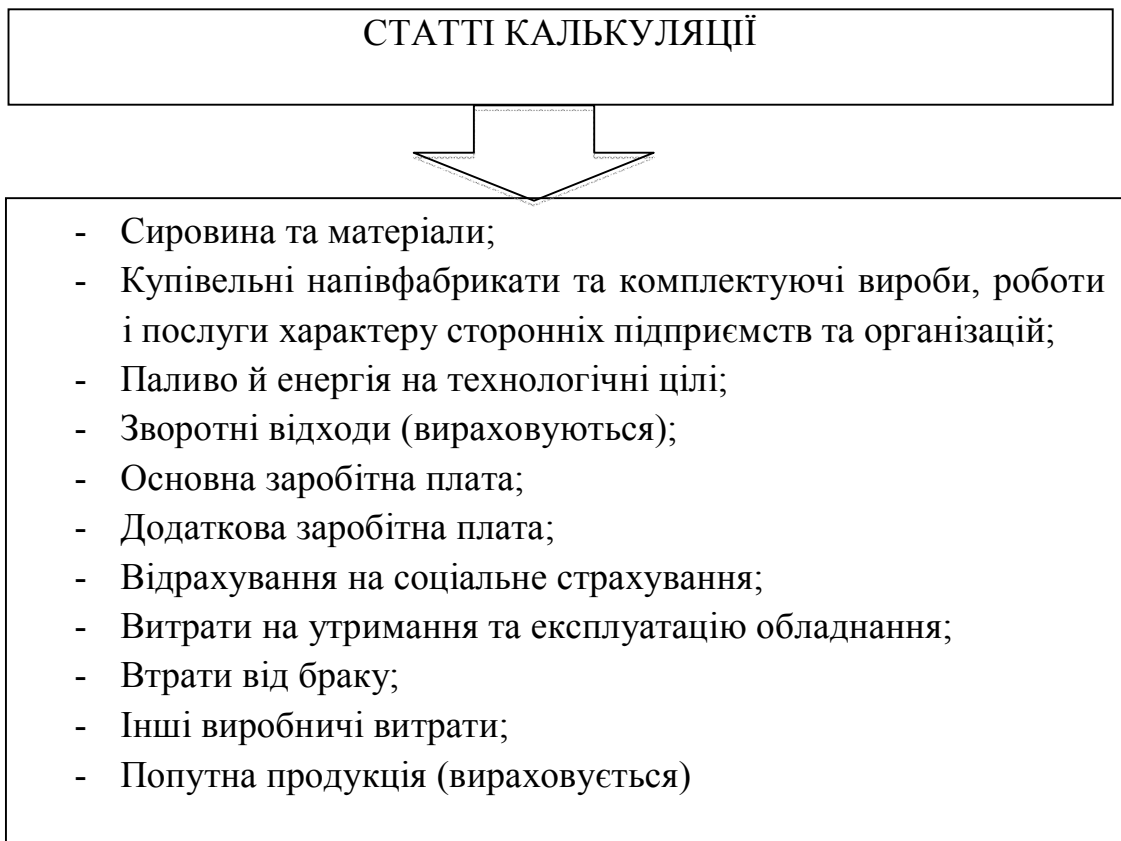 СТАТТІ КАЛЬКУЛЯЦІЇ
- Сировина та матеріали;
- Купівельні напівфабрикати та комплектуючі вироби, роботи
і послуги характеру сторонніх підприємств та організацій;
- Паливо й енергія на технологічні цілі;
- Зворотні відходи (вираховуються);
- Основна заробітна плата;
- Додаткова заробітна плата;
- Відрахування на соціальне страхування;
- Витрати на утримання та експлуатацію обладнання;
- Втрати від браку;
- Інші виробничі витрати;
- Попутна продукція (вираховується)